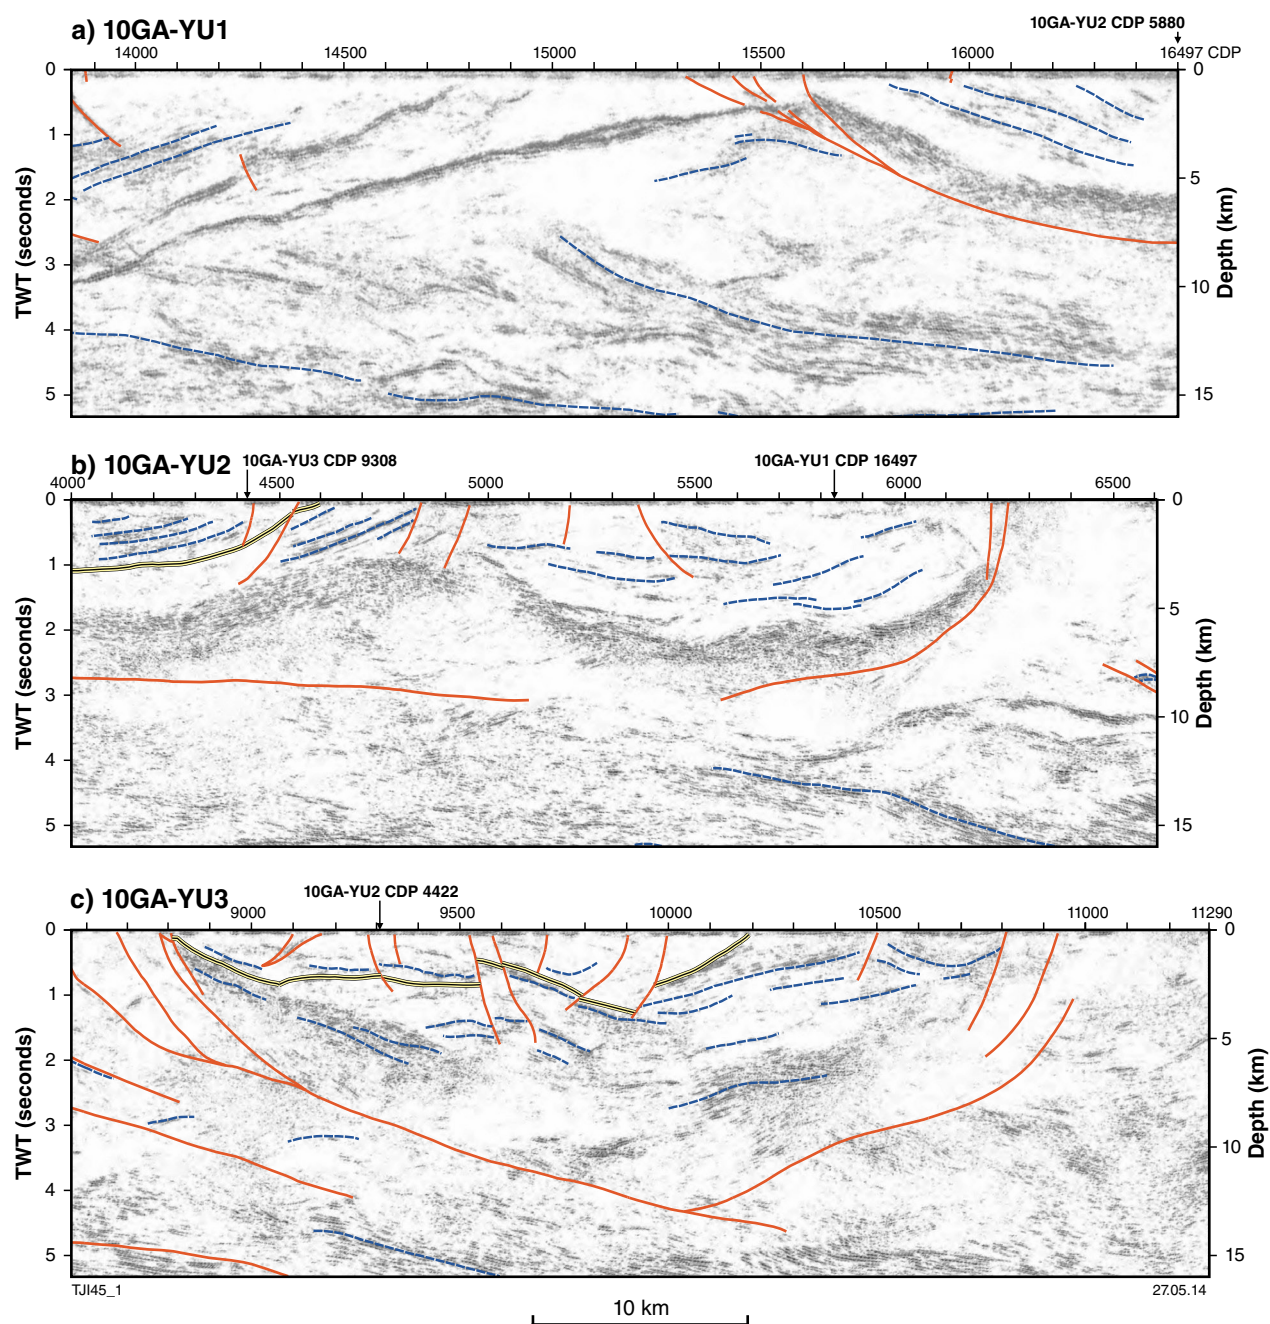 a) 10GA-YU1
10GA-YU2 CDP 5880
14000 14500 15000 15500 16000 16497 CDP
0 0
1
2 5
3
10
4
5 15
TWT (seconds)
Depth (km)
b) 10GA-YU2
10GA-YU3 CDP 9308
10GA-YU1 CDP 16497
4000 4500 5000 5500 6000 6500
0 0
1
2 5
3
10
4
5 15
TWT (seconds)
Depth (km)
c) 10GA-YU3
10GA-YU2 CDP 4422
9000 9500 10000 10500 11000 11290
0 0
1
5
2
3
10
4
5 15
TWT (seconds)
Depth (km)
TJI45_1
27.05.14
10 km